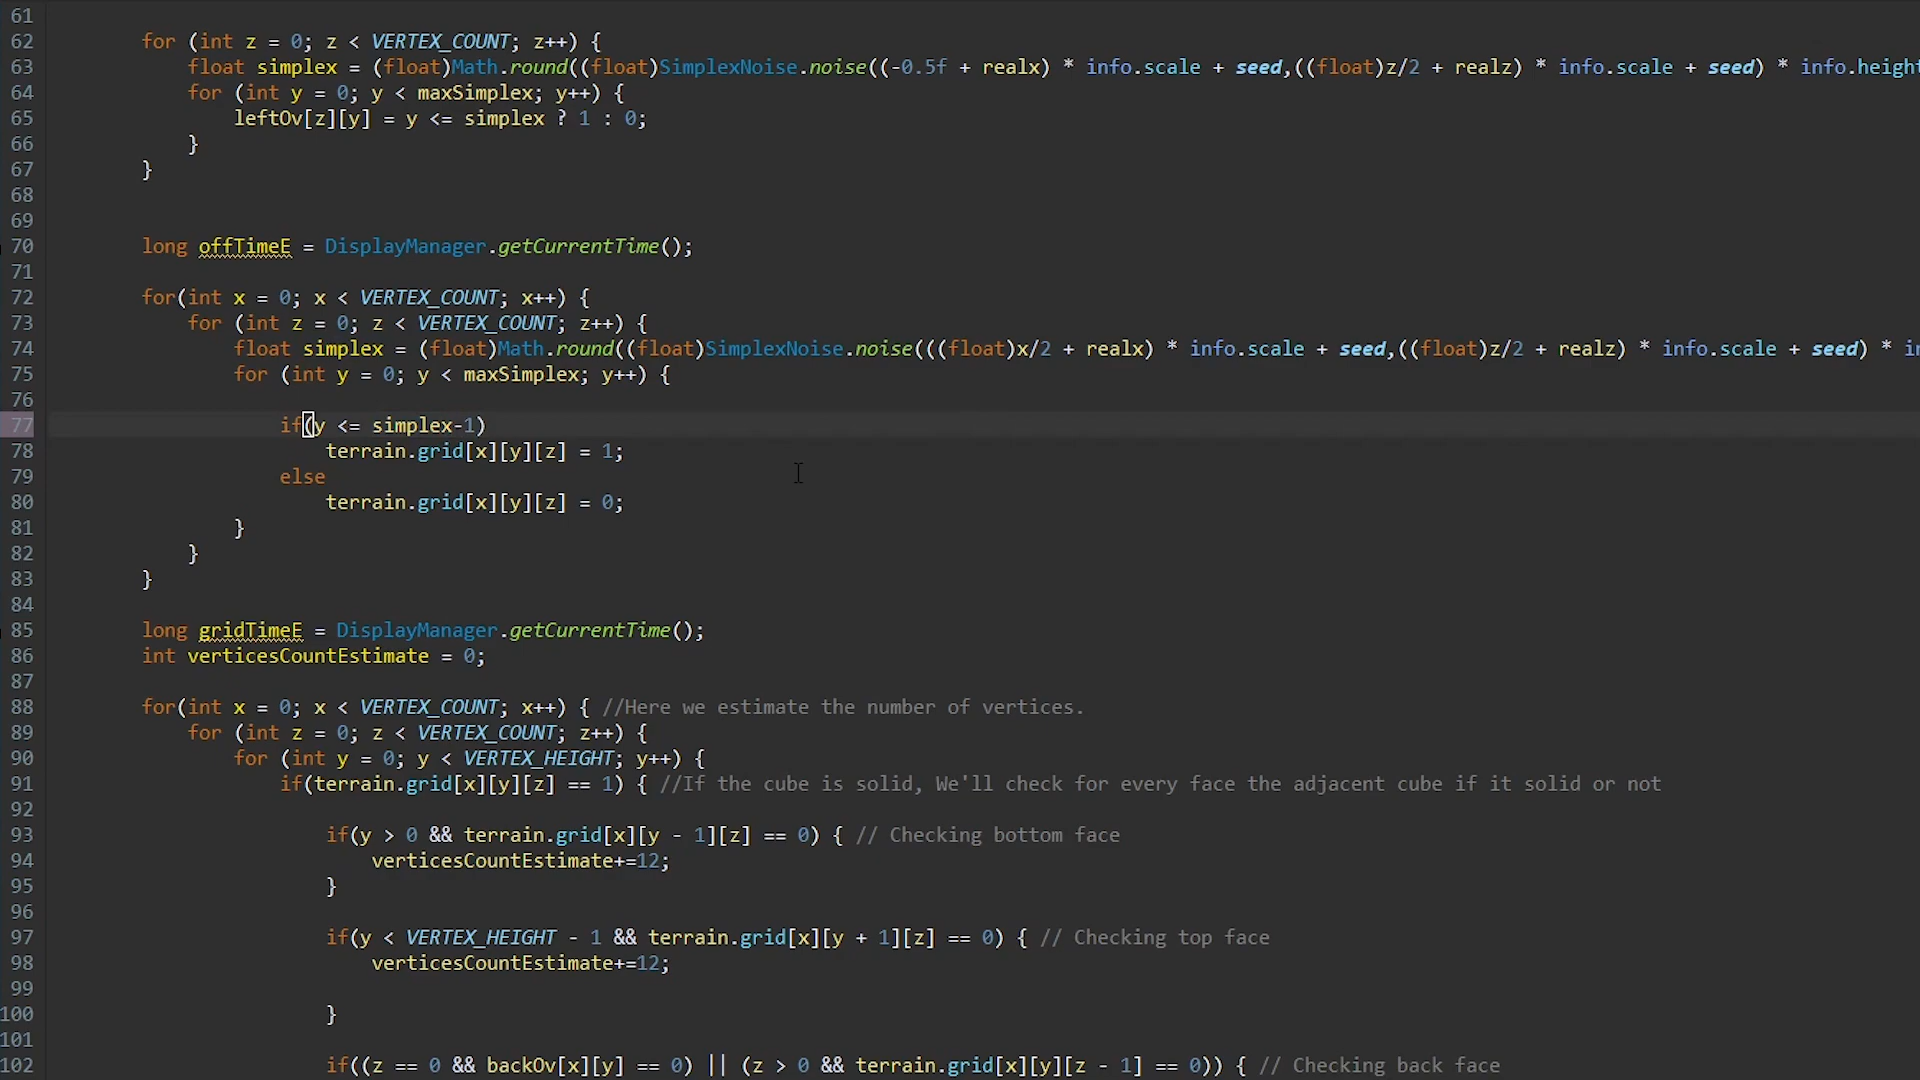 61
62 for (int z = 0; z < VERTEX_COUNT; z++) {
63 float simplex = (float)Math.round((float)SimplexNoise.noise((-0.5f + realx) * info.scale + seed,((float)z/2 + realz) * info.scale + seed) * info.height
64 for (int y = 0; y < maxSimplex; y++) {
65 leftOv[z][y] = y <= simplex ? 1 : 0;
66 }
67 }
68
69
70 long offTimeE = DisplayManager.getCurrentTime();
71
72 for(int x = 0; x < VERTEX_COUNT; x++) {
73 for (int z = 0; z < VERTEX_COUNT; z++) {
74 float simplex = (float)Math.round((float)SimplexNoise.noise(((float)x/2 + realx) * info.scale + seed,((float)z/2 + realz) * info.scale + seed) * in
75 for (int y = 0; y < maxSimplex; y++) {
76
77 if(y <= simplex-1)
78 terrain.grid[x][y][z] = 1;
79 else
80 terrain.grid[x][y][z] = 0;
81 }
82 }
83 }
84
85 long gridTimeE = DisplayManager.getCurrentTime();
86 int verticesCountEstimate = 0;
87
88 for(int x = 0; x < VERTEX_COUNT; x++) { //Here we estimate the number of vertices.
89 for (int z = 0; z < VERTEX_COUNT; z++) {
90 for (int y = 0; y < VERTEX_HEIGHT; y++) {
91 if(terrain.grid[x][y][z] == 1) { //If the cube is solid, We'll check for every face the adjacent cube if it solid or not
92
93 if(y > 0 && terrain.grid[x][y - 1][z] == 0) { // Checking bottom face
94 verticesCountEstimate+=12;
95 }
96
97 if(y < VERTEX_HEIGHT - 1 && terrain.grid[x][y + 1][z] == 0) { // Checking top face
98 verticesCountEstimate+=12;
99
100 }
101
102 if((z == 0 && backOv[x][y] == 0) || (z > 0 && terrain.grid[x][y][z - 1] == 0)) { // Checking back face